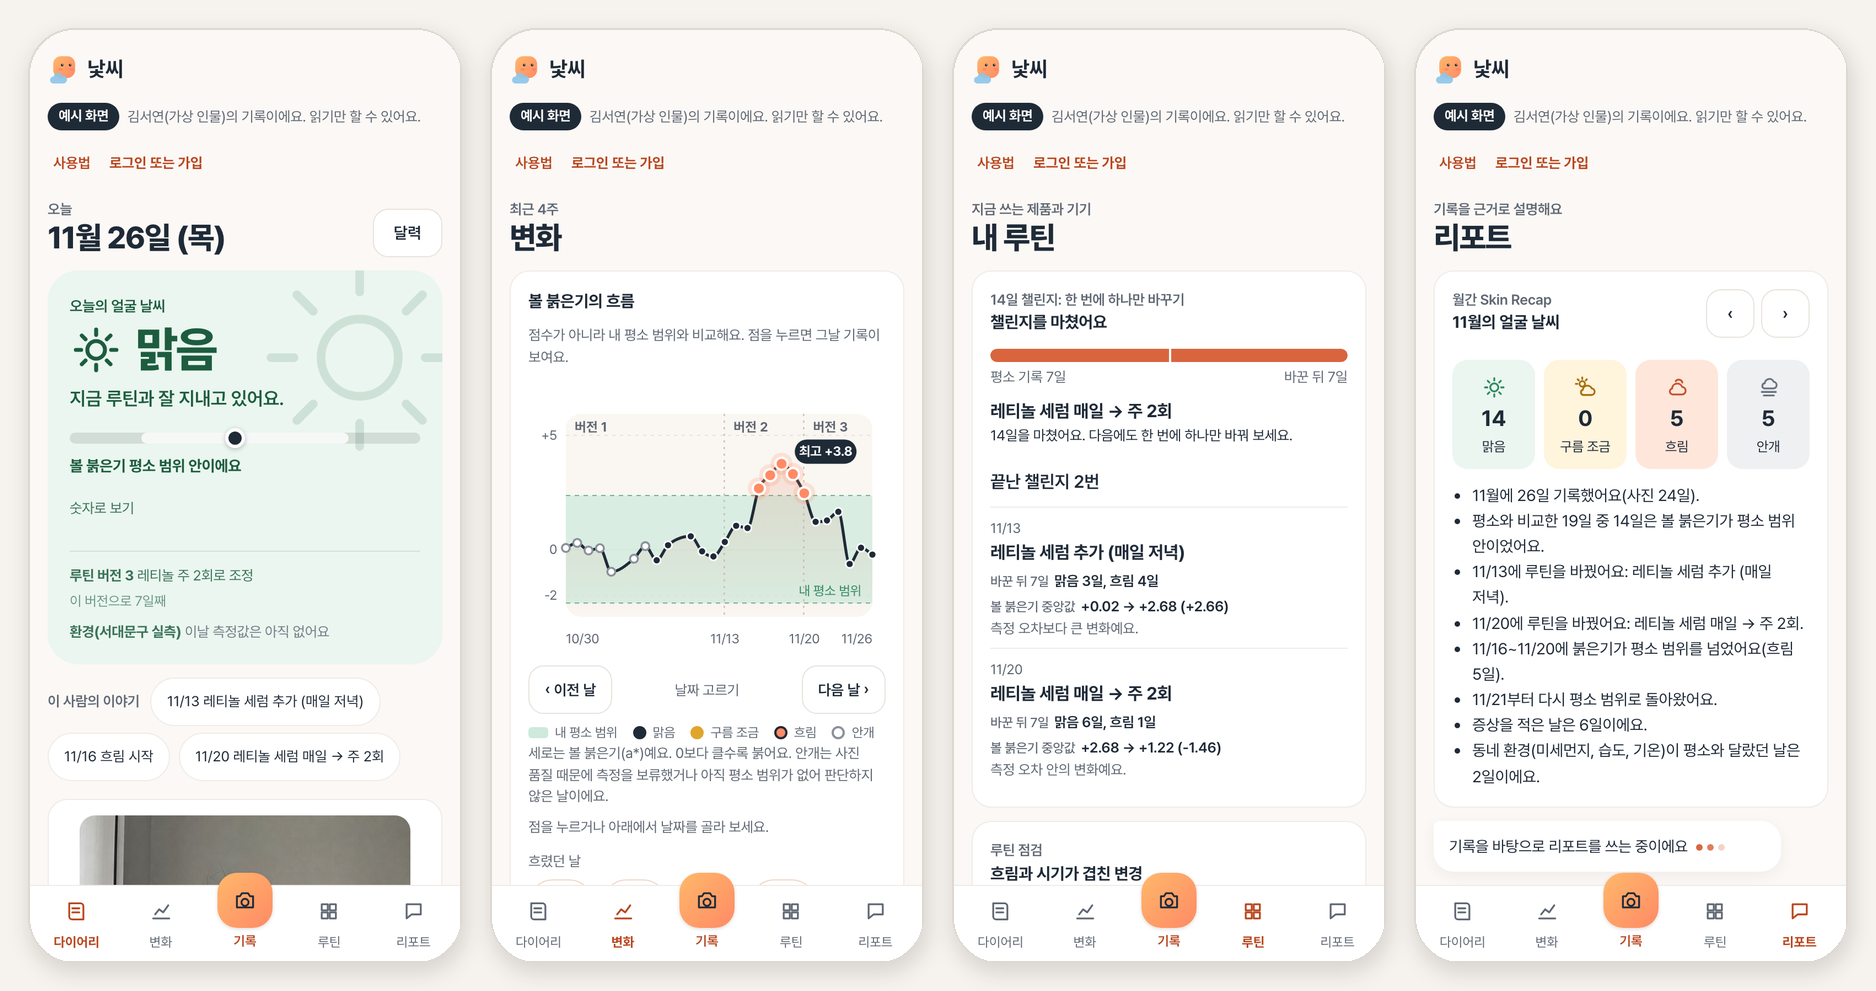 낯씨
예시 화면 김서연(가상 인물)의 기록이에요. 읽기만 할 수 있어요.
사용법 로그인 또는 가입
오늘
11월 26일 (목)
달력
오늘의 얼굴 날씨
맑음
지금 루틴과 잘 지내고 있어요.
볼 붉은기 평소 범위 안이에요
숫자로 보기
루틴 버전 3 레티놀 주 2회로 조정
이 버전으로 7일째
환경(서대문구 실측) 이날 측정값은 아직 없어요
이 사람의 이야기
11/13 레티놀 세럼 추가 (매일 저녁)
11/16 흐림 시작
11/20 레티놀 세럼 매일 → 주 2회
다이어리
변화
기록
루틴
리포트
낯씨
예시 화면 김서연(가상 인물)의 기록이에요. 읽기만 할 수 있어요.
사용법 로그인 또는 가입
최근 4주
변화
볼 붉은기의 흐름
점수가 아니라 내 평소 범위와 비교해요. 점을 누르면 그날 기록이
보여요.
버전 1
버전 2
버전 3
+5
최고 +3.8
0
-2
내 평소 범위
10/30
11/13
11/20
11/26
‹ 이전 날
날짜 고르기
다음 날 ›
내 평소 범위 맑음 구름 조금 흐림 안개
세로는 볼 붉은기(a*)예요. 0보다 클수록 붉어요. 안개는 사진
품질 때문에 측정을 보류했거나 아직 평소 범위가 없어 판단하지
않은 날이에요.
점을 누르거나 아래에서 날짜를 골라 보세요.
흐렸던 날
다이어리
변화
기록
루틴
리포트
낯씨
예시 화면 김서연(가상 인물)의 기록이에요. 읽기만 할 수 있어요.
사용법 로그인 또는 가입
지금 쓰는 제품과 기기
내 루틴
14일 챌린지: 한 번에 하나만 바꾸기
챌린지를 마쳤어요
평소 기록 7일
바꾼 뒤 7일
레티놀 세럼 매일 → 주 2회
14일을 마쳤어요. 다음에도 한 번에 하나만 바꿔 보세요.
끝난 챌린지 2번
11/13
레티놀 세럼 추가 (매일 저녁)
바꾼 뒤 7일 맑음 3일, 흐림 4일
볼 붉은기 중앙값 +0.02 → +2.68 (+2.66)
측정 오차보다 큰 변화예요.
11/20
레티놀 세럼 매일 → 주 2회
바꾼 뒤 7일 맑음 6일, 흐림 1일
볼 붉은기 중앙값 +2.68 → +1.22 (-1.46)
측정 오차 안의 변화예요.
루틴 점검
흐림과 시기가 겹친 변경
다이어리
변화
기록
루틴
리포트
낯씨
예시 화면 김서연(가상 인물)의 기록이에요. 읽기만 할 수 있어요.
사용법 로그인 또는 가입
기록을 근거로 설명해요
리포트
월간 Skin Recap
11월의 얼굴 날씨
‹
›
14
맑음
0
구름 조금
5
흐림
5
안개
• 11월에 26일 기록했어요(사진 24일).
• 평소와 비교한 19일 중 14일은 볼 붉은기가 평소 범위
안이었어요.
• 11/13에 루틴을 바꿨어요: 레티놀 세럼 추가 (매일
저녁).
• 11/20에 루틴을 바꿨어요: 레티놀 세럼 매일 → 주 2회.
• 11/16~11/20에 붉은기가 평소 범위를 넘었어요(흐림
5일).
• 11/21부터 다시 평소 범위로 돌아왔어요.
• 증상을 적은 날은 6일이에요.
• 동네 환경(미세먼지, 습도, 기온)이 평소와 달랐던 날은
2일이에요.
기록을 바탕으로 리포트를 쓰는 중이에요
다이어리
변화
기록
루틴
리포트